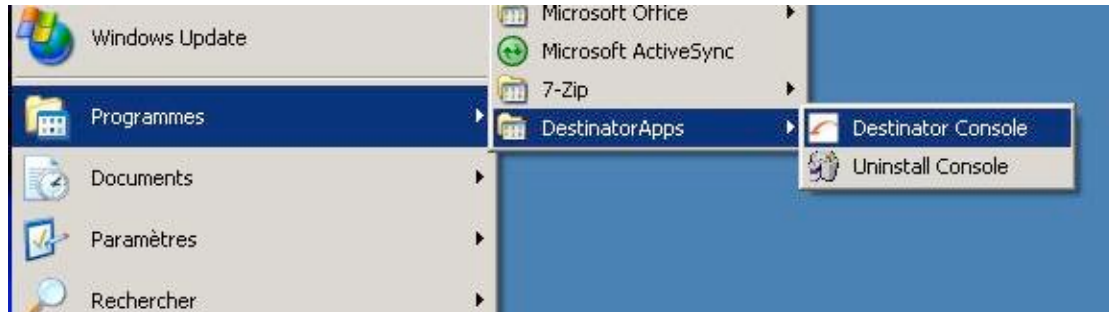 Windows Update
Programmes
Documents
Paramètres
Rechercher
Microsoft Office
Microsoft ActiveSync
7-Zip
DestinatorApps
Destinator Console
Uninstall Console